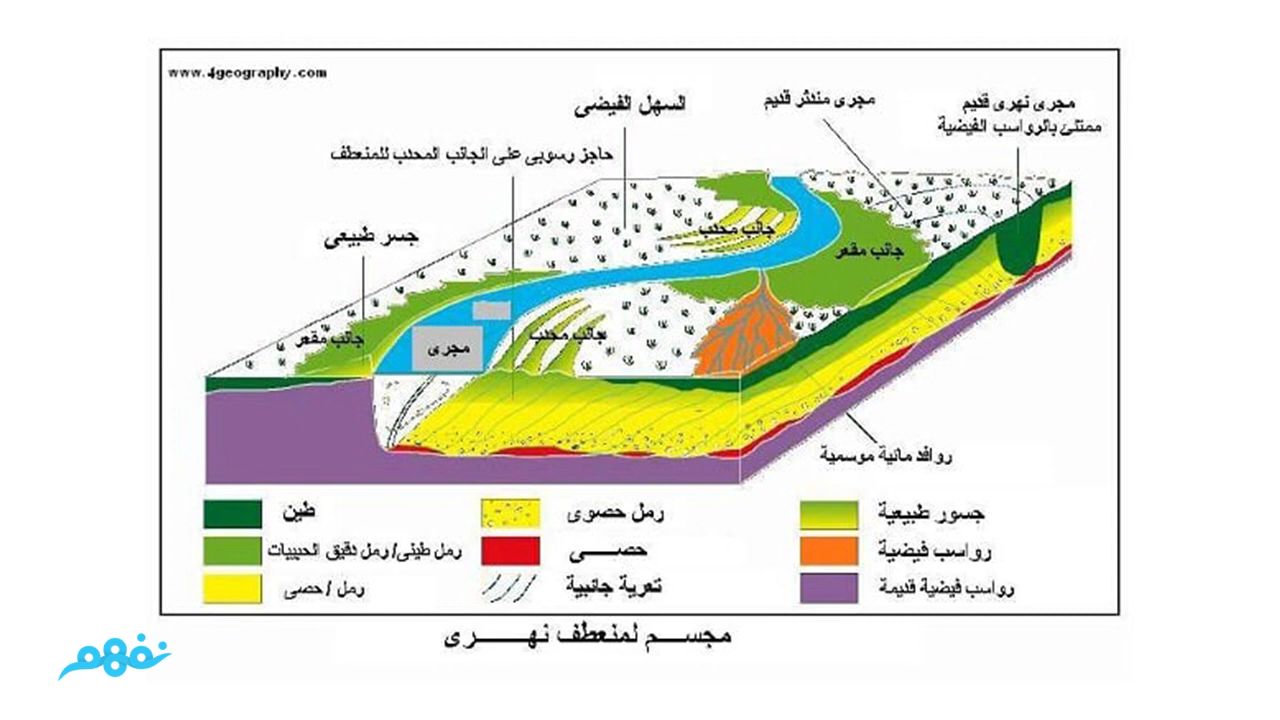 www.4geography.com
السهل الفيضى
مجرى مندثر قديم
مجرى نهرى قديم
ممتلئ بالرواسب الفيضية
حاجز رسوبى على الجانب المحدب للمنعطف
جسر طبيعى
جانب محدب
جانب مقعر
جانب مقعر
مجرى
جانب محدب
روافد مائية موسمية
طين
رمل حصوى
جسور طبيعية
رمل طينى/ رمل دقيق الحبيبات
حصى
رواسب فيضية
رمل / حصى
تعرية جانبية
رواسب فيضية قديمة
مجسم لمنعطف نهرى
نفهم